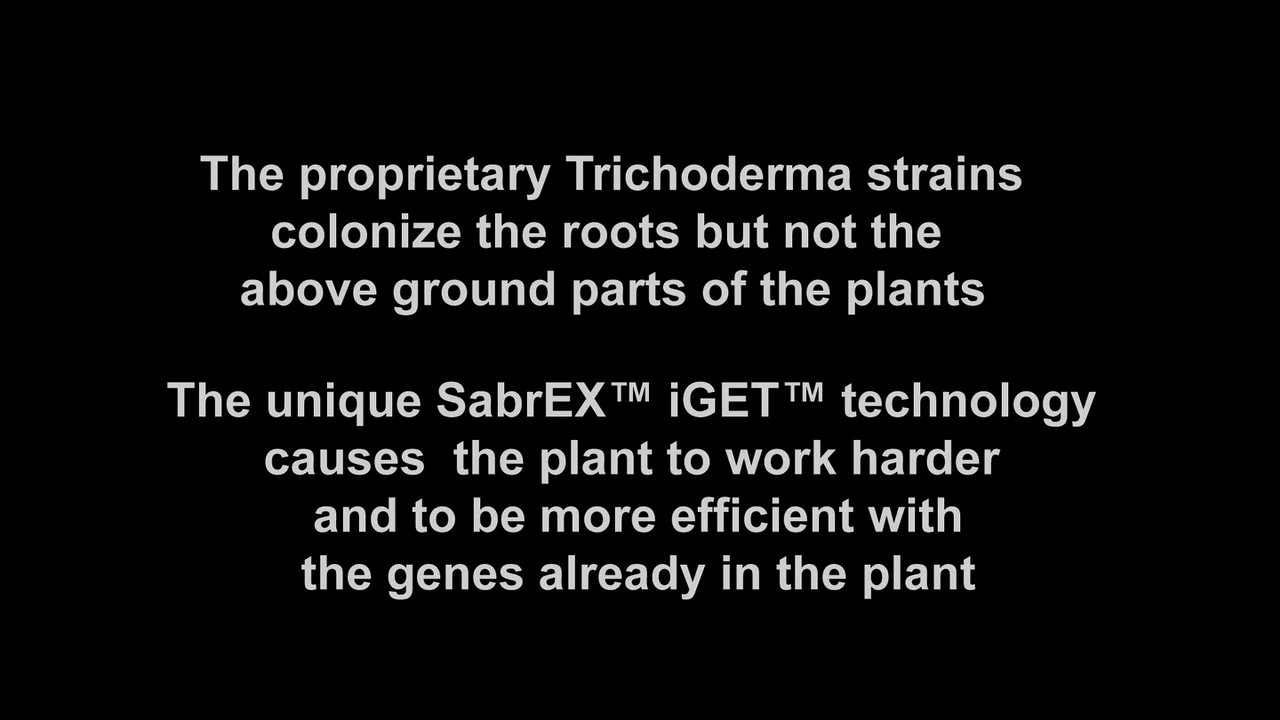 The proprietary Trichoderma strains
colonize the roots but not the
above ground parts of the plants
The unique SabrEX™ iGET™ technology
causes  the plant to work harder
and to be more efficient with
the genes already in the plant